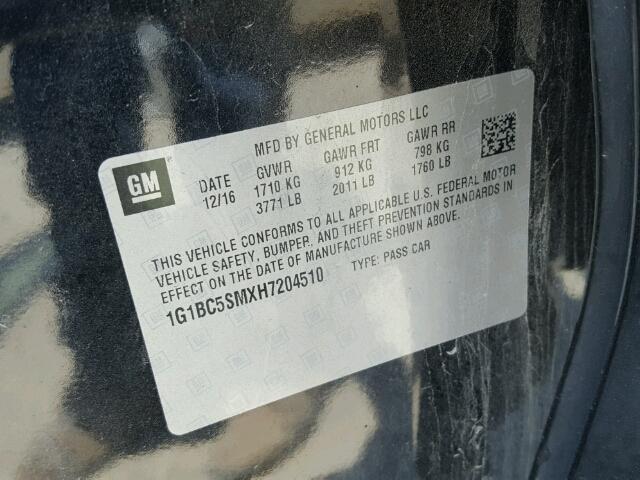 MFD BY GENERAL MOTORS LLC
GM
DATE GVWR GAWR FRT GAWR RR
12/16 1710 KG 912 KG 798 KG
3771 LB 2011 LB 1760 LB
THIS VEHICLE CONFORMS TO ALL APPLICABLE U.S. FEDERAL MOTOR
VEHICLE SAFETY, BUMPER, AND THEFT PREVENTION STANDARDS IN
EFFECT ON THE DATE OF MANUFACTURE SHOWN ABOVE.
1G1BC5SMXH7204510 TYPE: PASS CAR